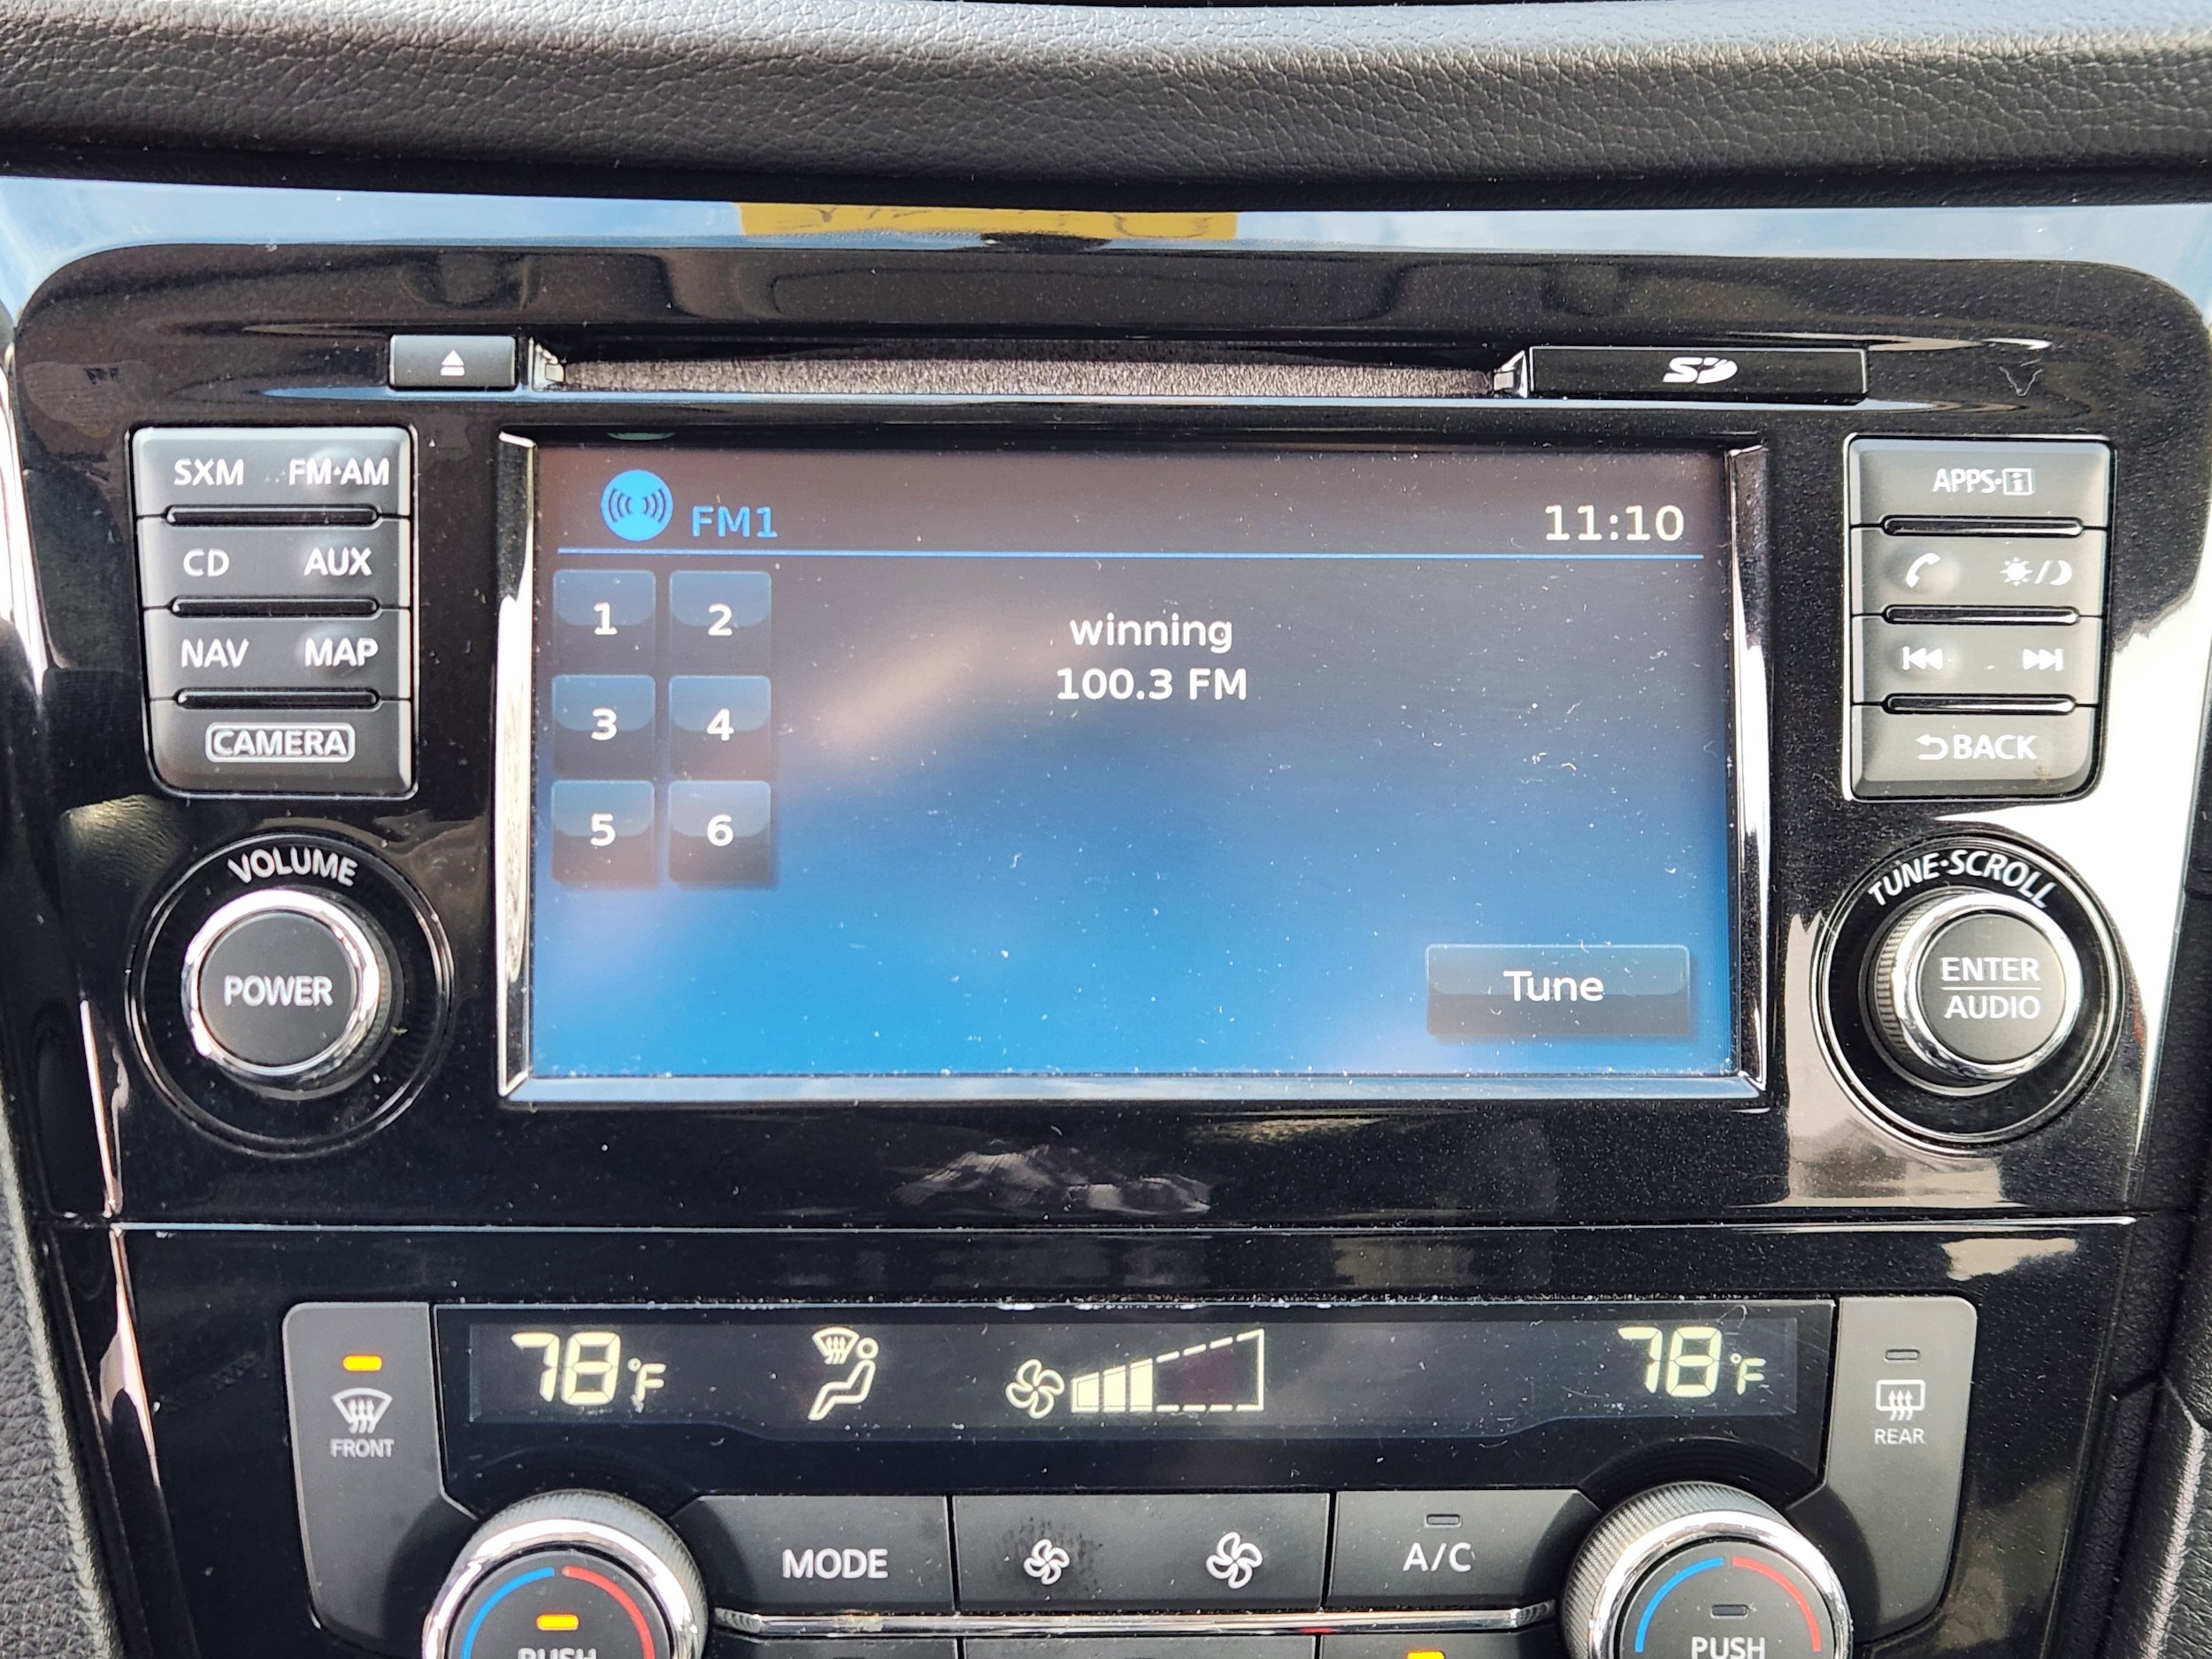 SD
SXM FM·AM
CD AUX
NAV MAP
CAMERA
VOLUME
POWER
FM1 11:10
1 2
3 4
5 6
winning
100.3 FM
Tune
APPS·i
BACK
TUNE·SCROLL
ENTER
AUDIO
78°F 78°F
FRONT
REAR
MODE
A/C
PUSH
PUSH